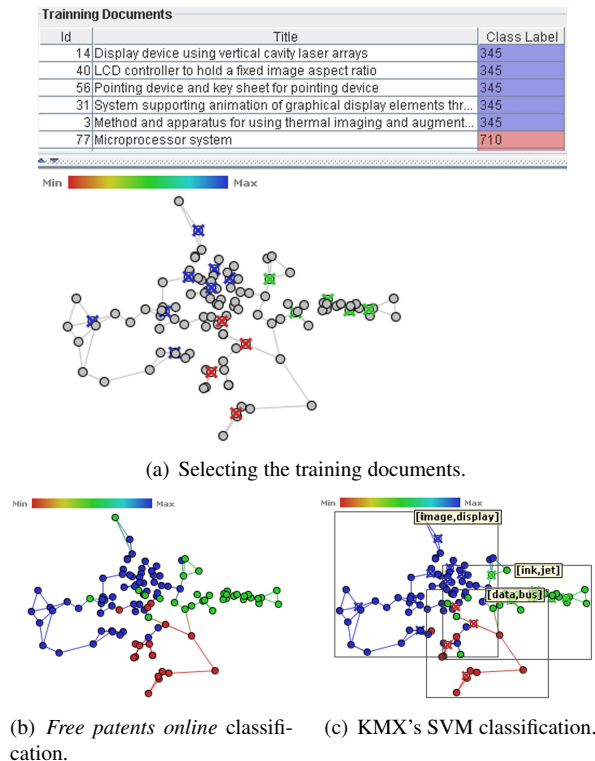 Trainning Documents
Id Title Class Label
14 Display device using vertical cavity laser arrays 345
40 LCD controller to hold a fixed image aspect ratio 345
56 Pointing device and key sheet for pointing device 345
31 System supporting animation of graphical display elements thr... 345
3 Method and apparatus for using thermal imaging and augment... 345
77 Microprocessor system 710
Min Max
(a) Selecting the training documents.
Min Max
Min Max
[image,display]
[ink,jet]
[data,bus]
(b) Free patents online classifi-
cation.
(c) KMX's SVM classification.